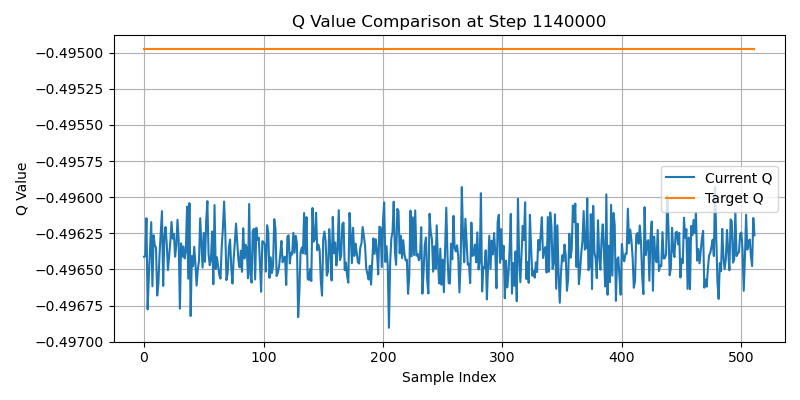 Q Value Comparison at Step 1140000
−0.49500
−0.49525
−0.49550
−0.49575
−0.49600
−0.49625
−0.49650
−0.49675
−0.49700
Q Value
Current Q
Target Q
0 100 200 300 400 500
Sample Index